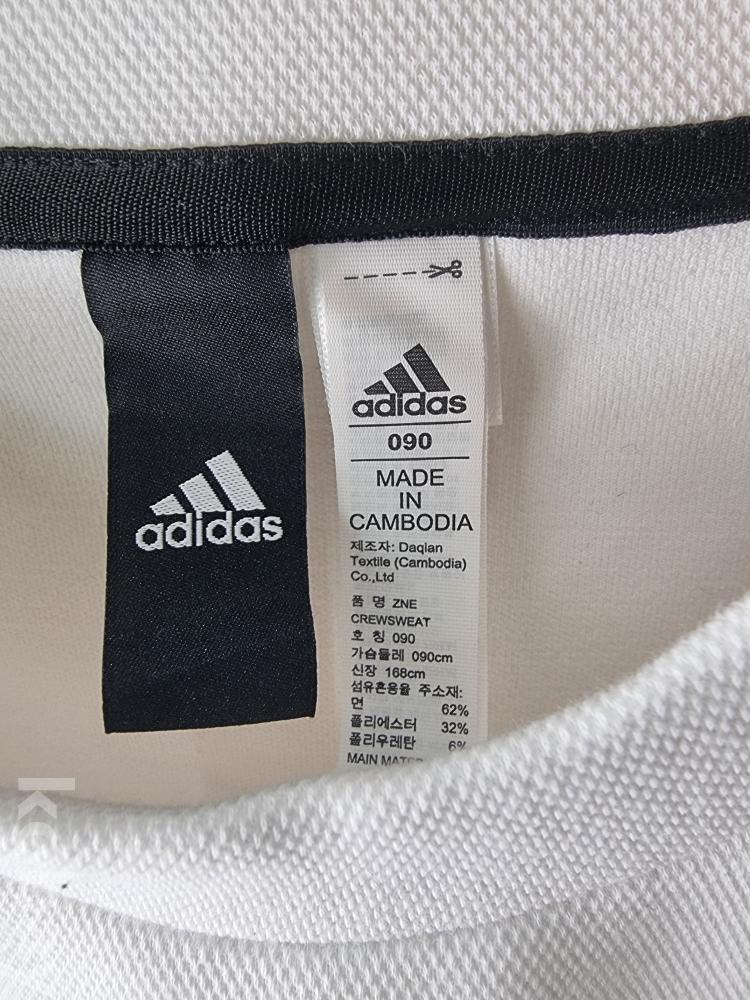 adidas
adidas
090
MADE
IN
CAMBODIA
제조자: Daqian
Textile (Cambodia)
Co.,Ltd
품 명 ZNE
CREWSWEAT
호 칭 090
가슴둘레 090cm
신장 168cm
섬유혼용율 주소재:
면 62%
폴리에스터 32%
폴리우레탄 6%
MAIN